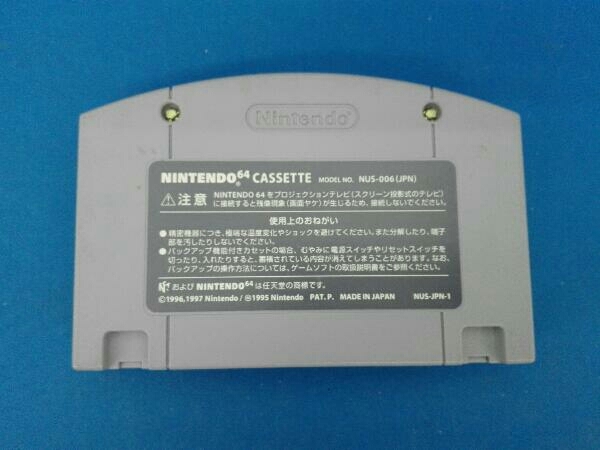 Nintendo
NINTENDO64 CASSETTE MODEL NO. NUS-006(JPN)
⚠注意 NINTENDO 64をプロジェクションテレビ(スクリーン投影式のテレビ)
に接続すると残像現象(画面ヤケ)が生じるため、接続しないでください。
使用上のおねがい
●精密機器につき、極端な温度変化やショックを避けてください。また分解したり、端子
部を汚したりしないでください。
●バックアップ機能付きカセットの場合、むやみに電源スイッチやリセットスイッチを
切ったり、入れたりすると、蓄積されている内容が消えてしまうことがあります。なお、
バックアップの操作方法については、ゲームソフトの取扱説明書をご参照ください。
および NINTENDO64 は任天堂の商標です。
©1996,1997 Nintendo / Ⓜ1995 Nintendo PAT. P. MADE IN JAPAN NUS-JPN-1